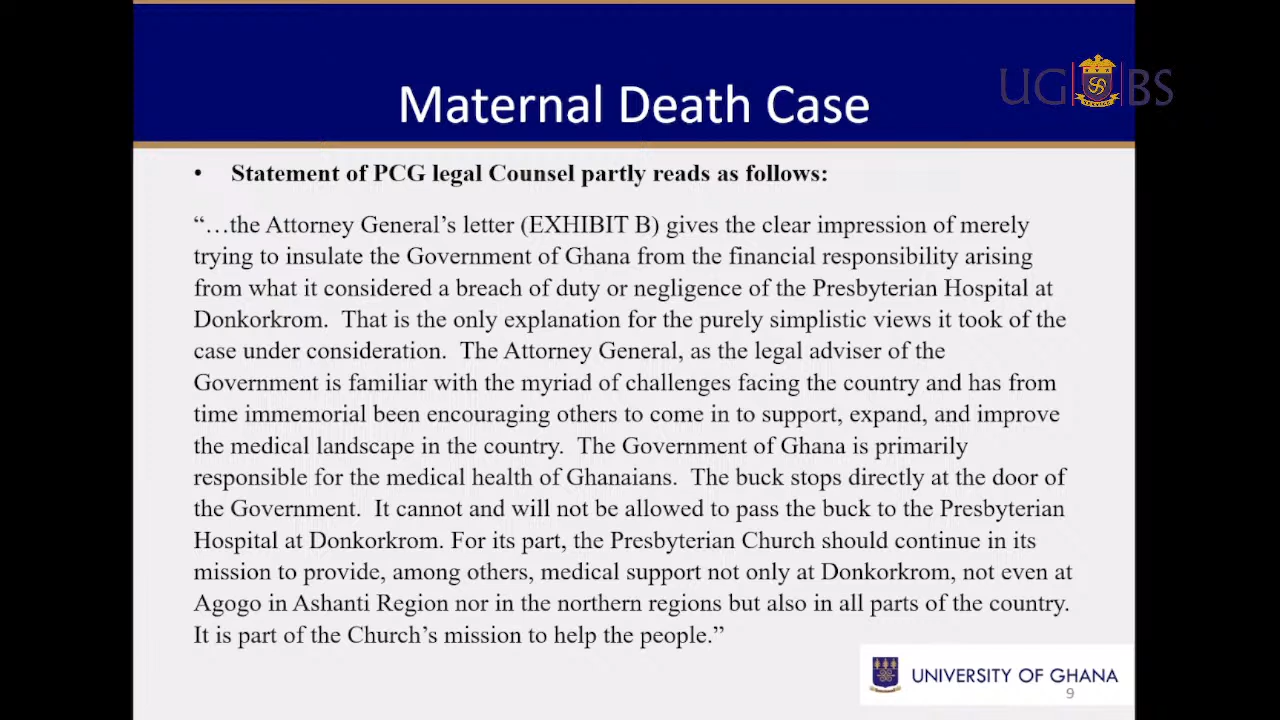 UG BS
Maternal Death Case
• Statement of PCG legal Counsel partly reads as follows:
“…the Attorney General’s letter (EXHIBIT B) gives the clear impression of merely
trying to insulate the Government of Ghana from the financial responsibility arising
from what it considered a breach of duty or negligence of the Presbyterian Hospital at
Donkorkrom. That is the only explanation for the purely simplistic views it took of the
case under consideration. The Attorney General, as the legal adviser of the
Government is familiar with the myriad of challenges facing the country and has from
time immemorial been encouraging others to come in to support, expand, and improve
the medical landscape in the country. The Government of Ghana is primarily
responsible for the medical health of Ghanaians. The buck stops directly at the door of
the Government. It cannot and will not be allowed to pass the buck to the Presbyterian
Hospital at Donkorkrom. For its part, the Presbyterian Church should continue in its
mission to provide, among others, medical support not only at Donkorkrom, not even at
Agogo in Ashanti Region nor in the northern regions but also in all parts of the country.
It is part of the Church’s mission to help the people.”
UNIVERSITY OF GHANA
9